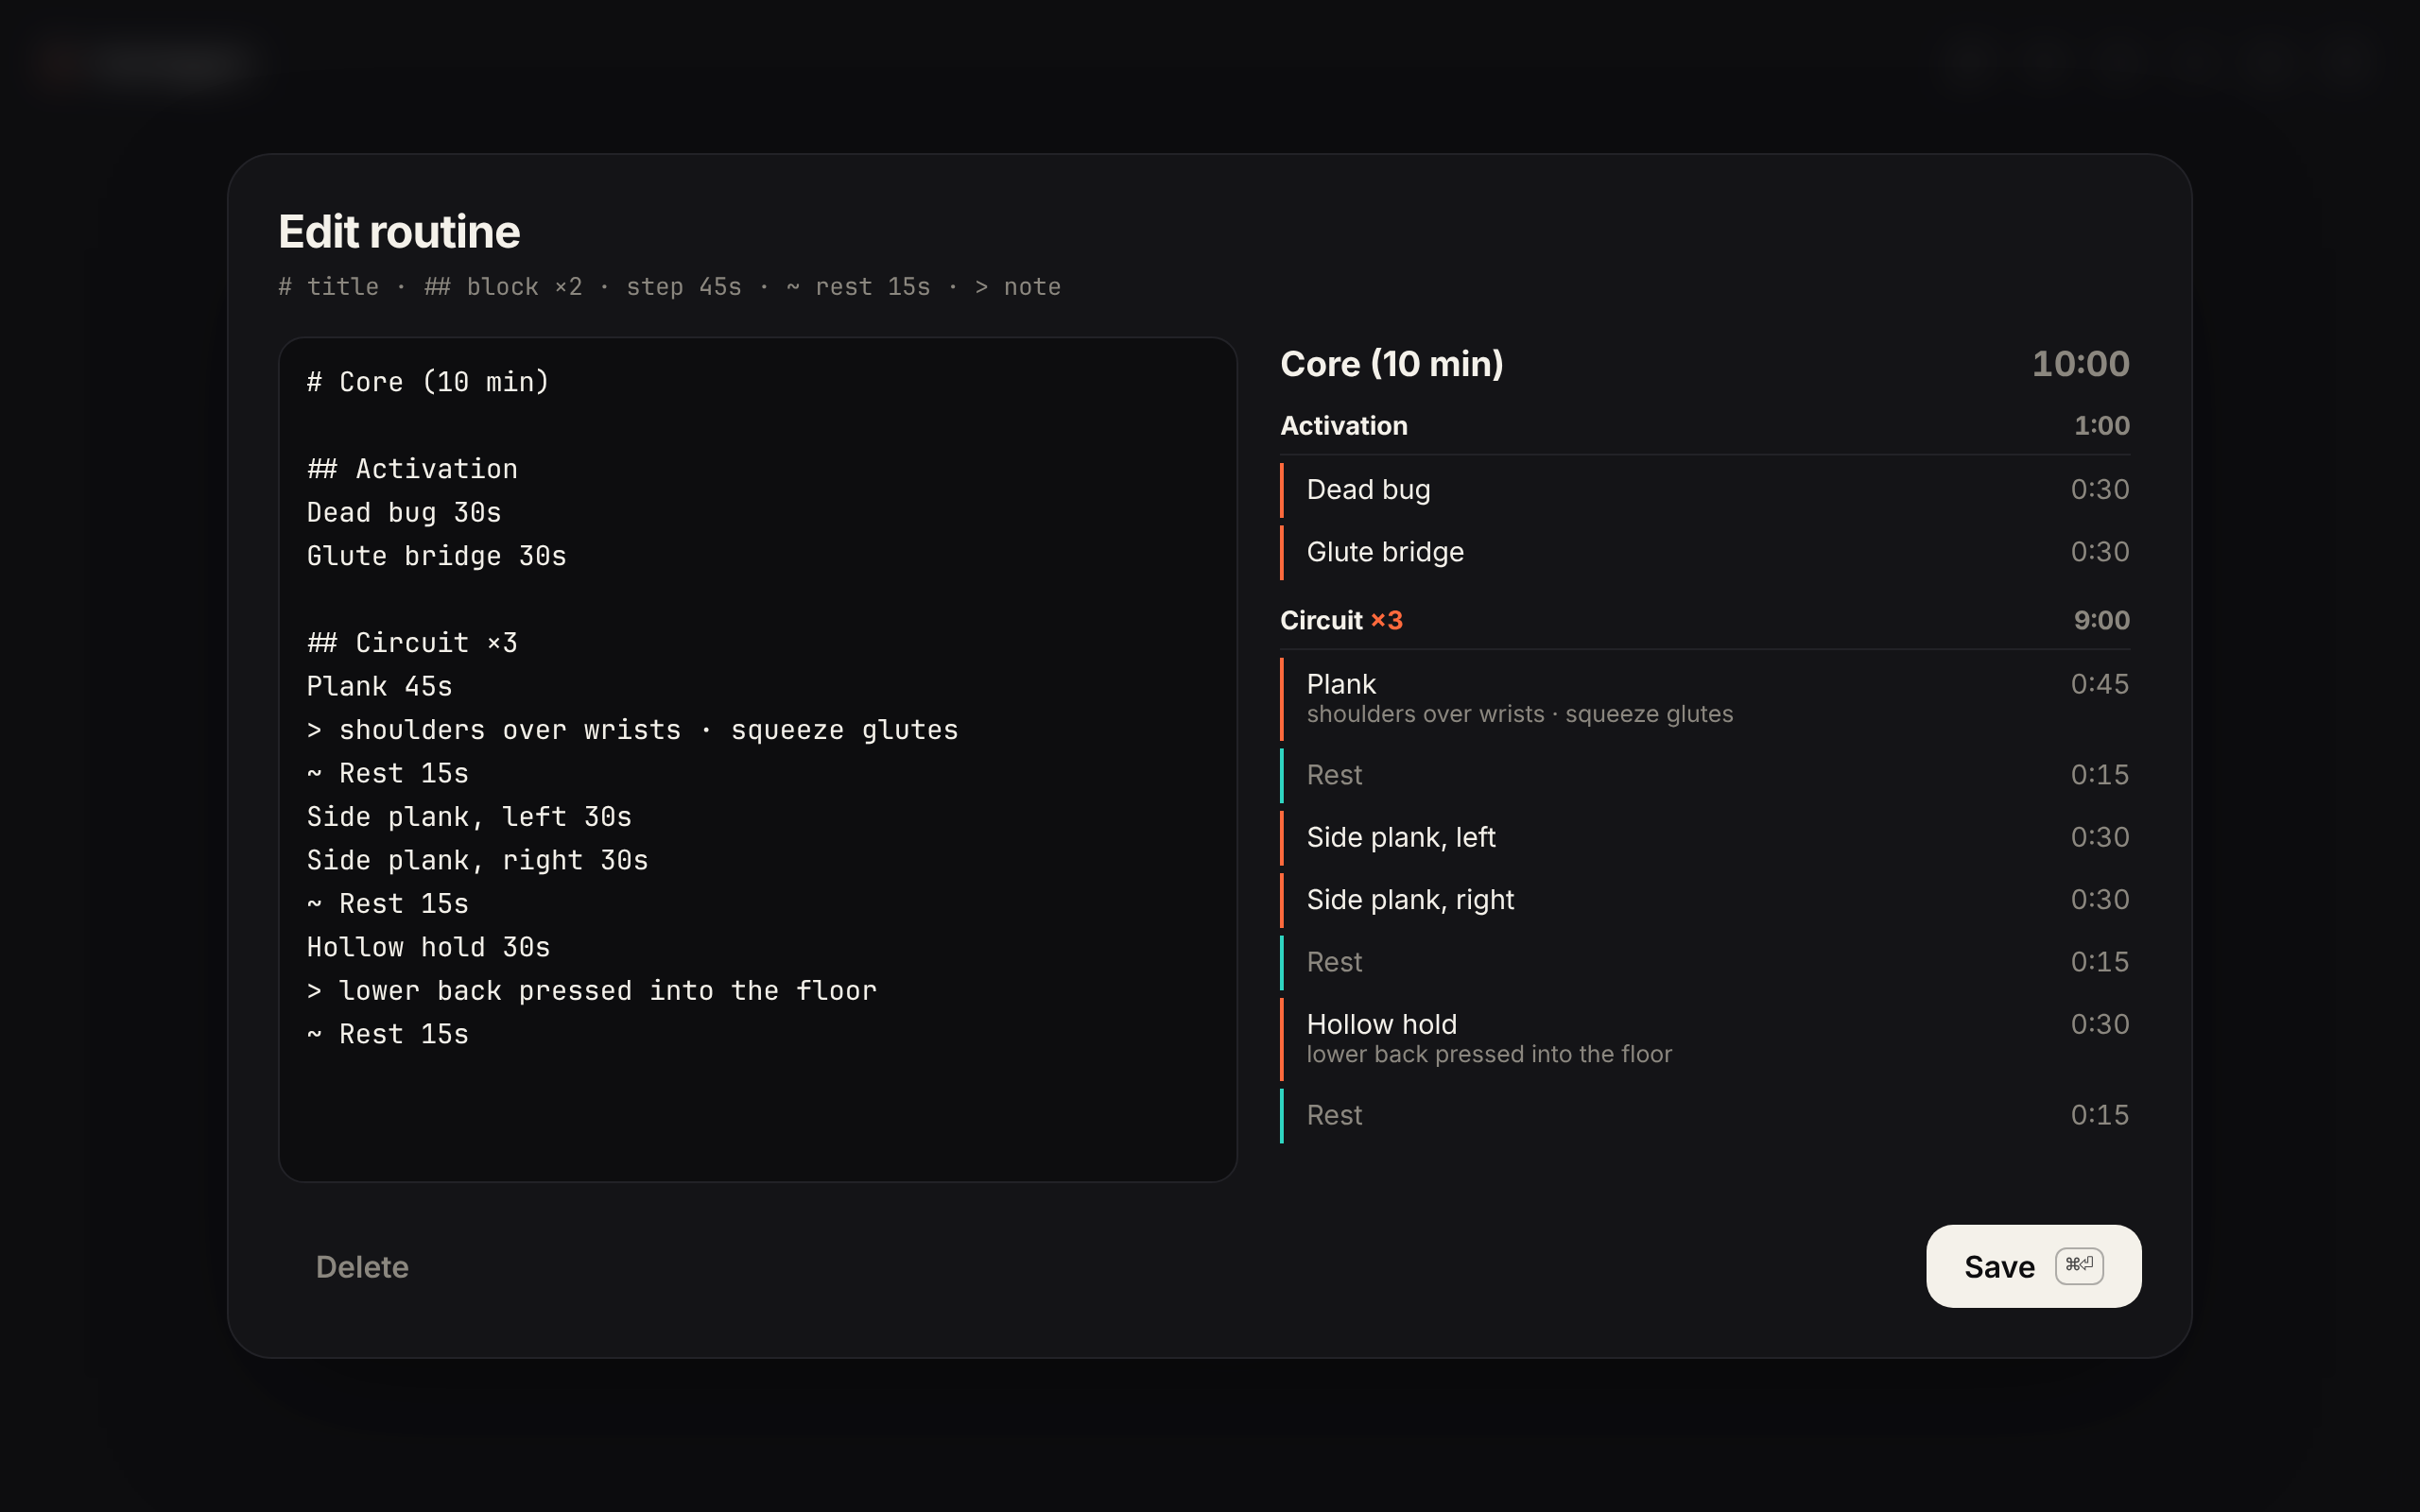 Edit routine
# title · ## block ×2 · step 45s · ~ rest 15s · > note
# Core (10 min)
## Activation
Dead bug 30s
Glute bridge 30s
## Circuit ×3
Plank 45s
> shoulders over wrists · squeeze glutes
~ Rest 15s
Side plank, left 30s
Side plank, right 30s
~ Rest 15s
Hollow hold 30s
> lower back pressed into the floor
~ Rest 15s
Core (10 min) 10:00
Activation 1:00
Dead bug 0:30
Glute bridge 0:30
Circuit ×3 9:00
Plank 0:45
shoulders over wrists · squeeze glutes
Rest 0:15
Side plank, left 0:30
Side plank, right 0:30
Rest 0:15
Hollow hold 0:30
lower back pressed into the floor
Rest 0:15
Delete
Save ⌘⏎